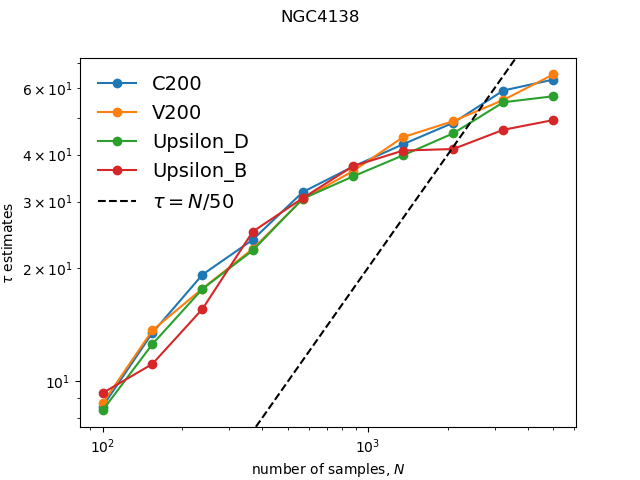 NGC4138
C200
V200
Upsilon_D
Upsilon_B
τ = N/50
6 × 10¹
4 × 10¹
3 × 10¹
2 × 10¹
10¹
τ estimates
10² 10³
number of samples, N